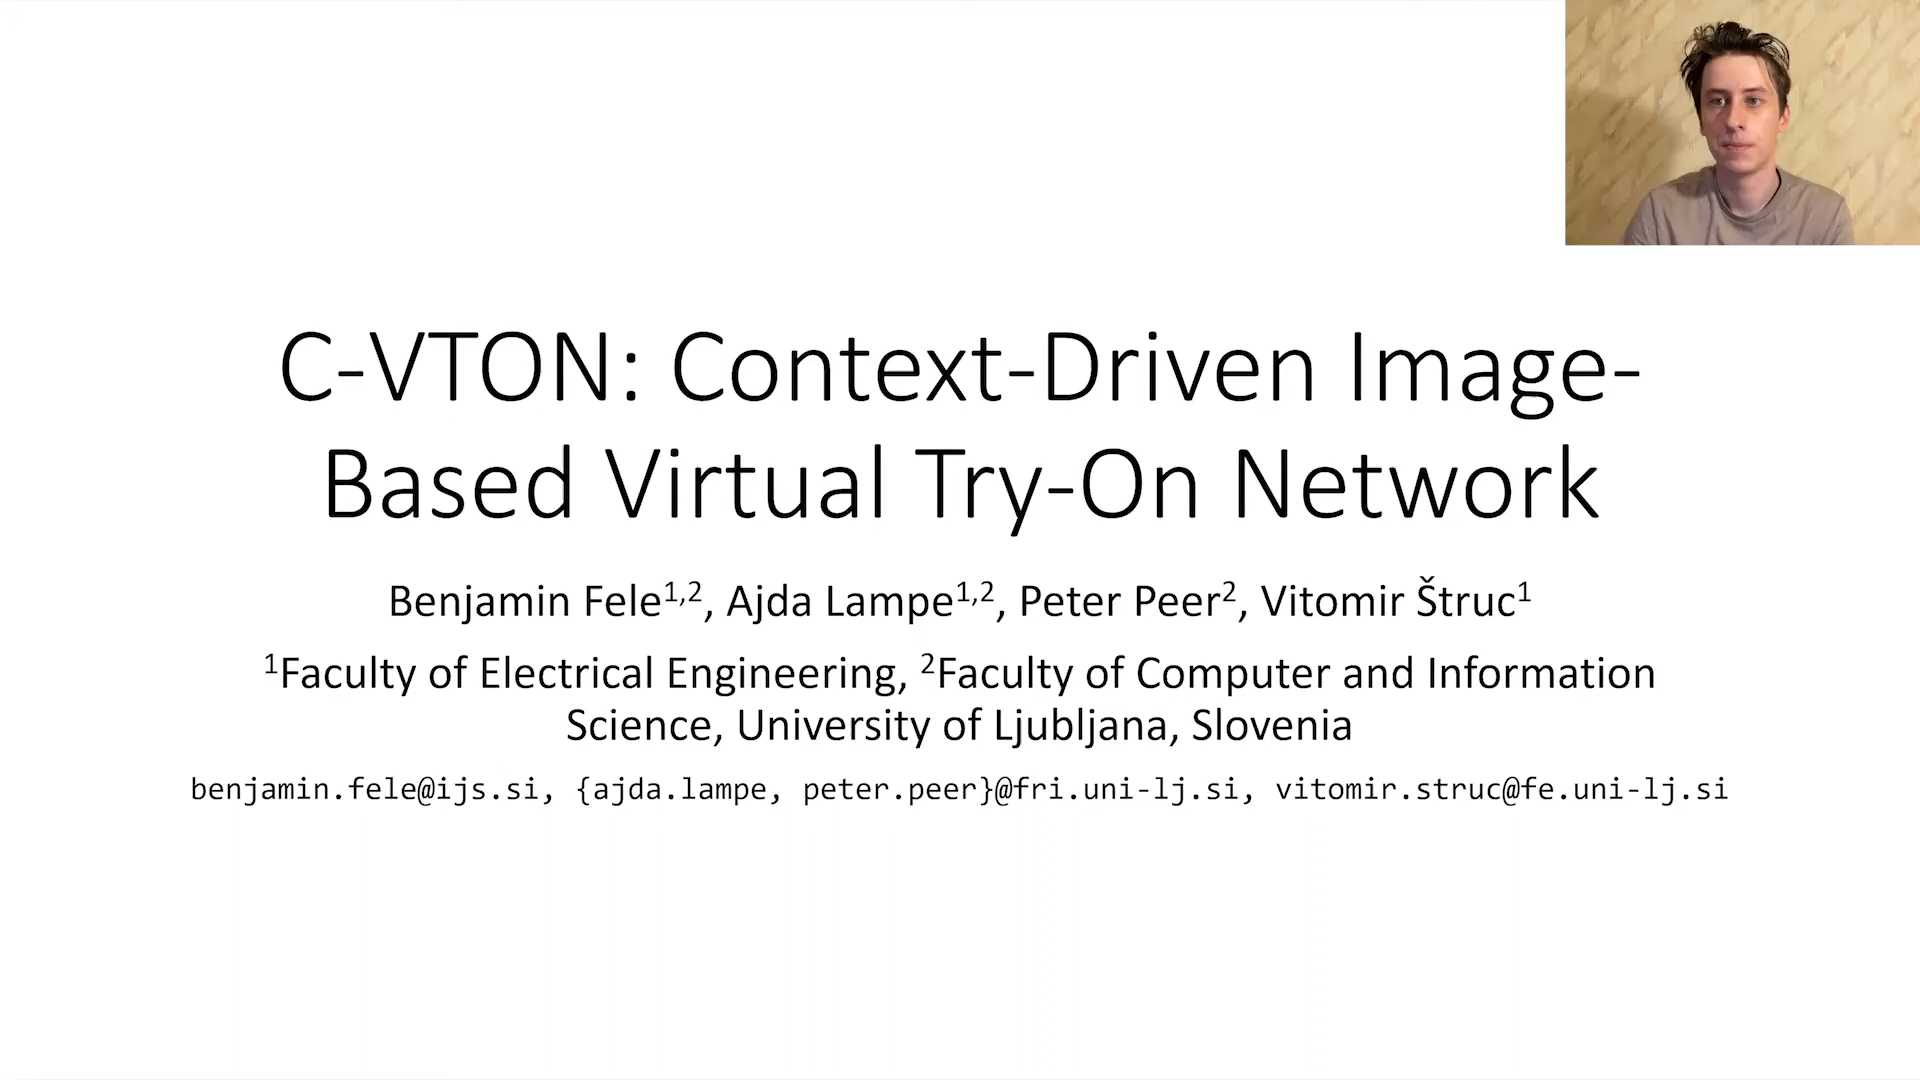 C-VTON: Context-Driven Image-
Based Virtual Try-On Network
Benjamin Fele1,2, Ajda Lampe1,2, Peter Peer2, Vitomir Štruc1
1Faculty of Electrical Engineering, 2Faculty of Computer and Information
Science, University of Ljubljana, Slovenia
benjamin.fele@ijs.si, {ajda.lampe, peter.peer}@fri.uni-lj.si, vitomir.struc@fe.uni-lj.si